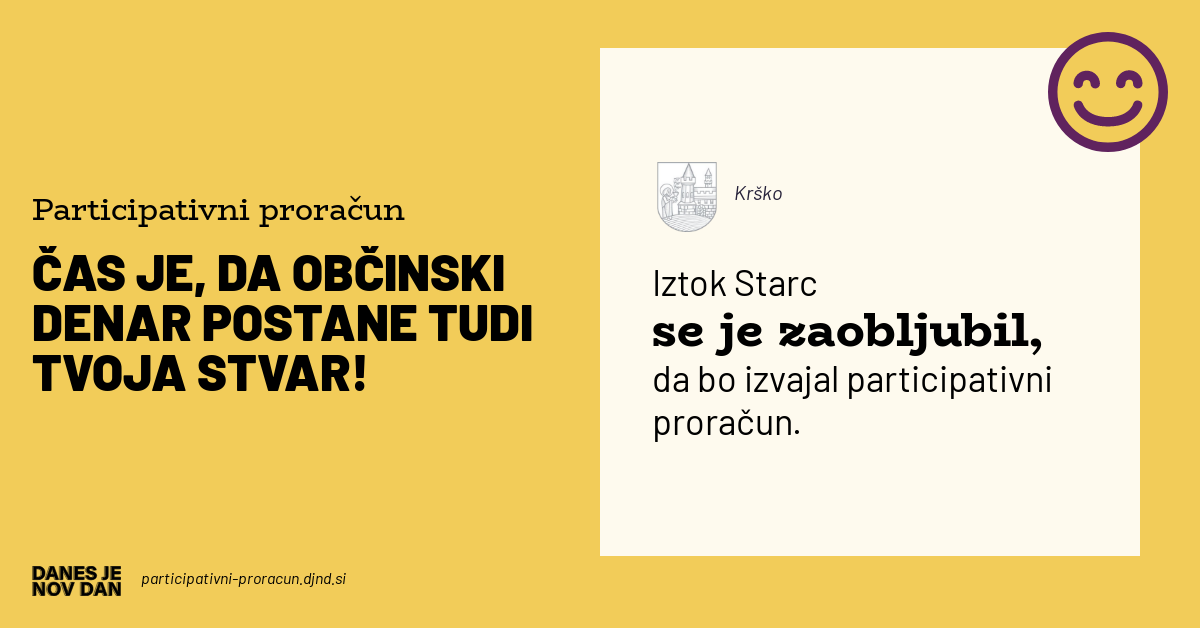 Participativni proračun
ČAS JE, DA OBČINSKI
DENAR POSTANE TUDI
TVOJA STVAR!
DANES JE
NOV DAN
participativni-proracun.djnd.si
Krško
Iztok Starc
se je zaobljubil,
da bo izvajal participativni
proračun.